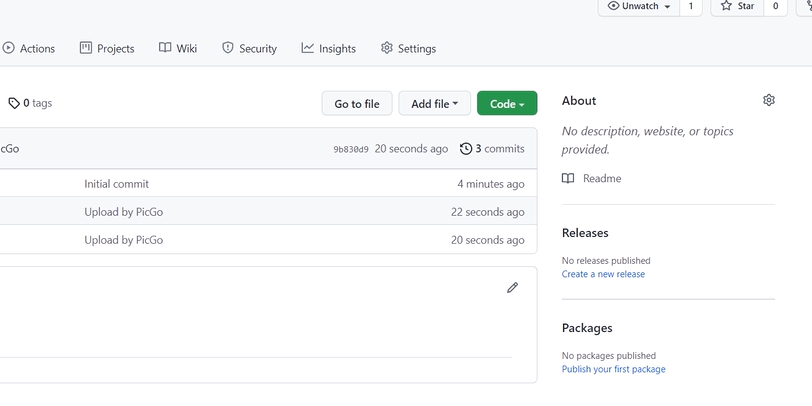 Unwatch 1 Star 0
Actions Projects Wiki Security Insights Settings
0 tags Go to file Add file Code
About
No description, website, or topics
provided.
Readme
cGo 9b830d9 20 seconds ago 3 commits
Initial commit 4 minutes ago
Upload by PicGo 22 seconds ago
Upload by PicGo 20 seconds ago
Releases
No releases published
Create a new release
Packages
No packages published
Publish your first package